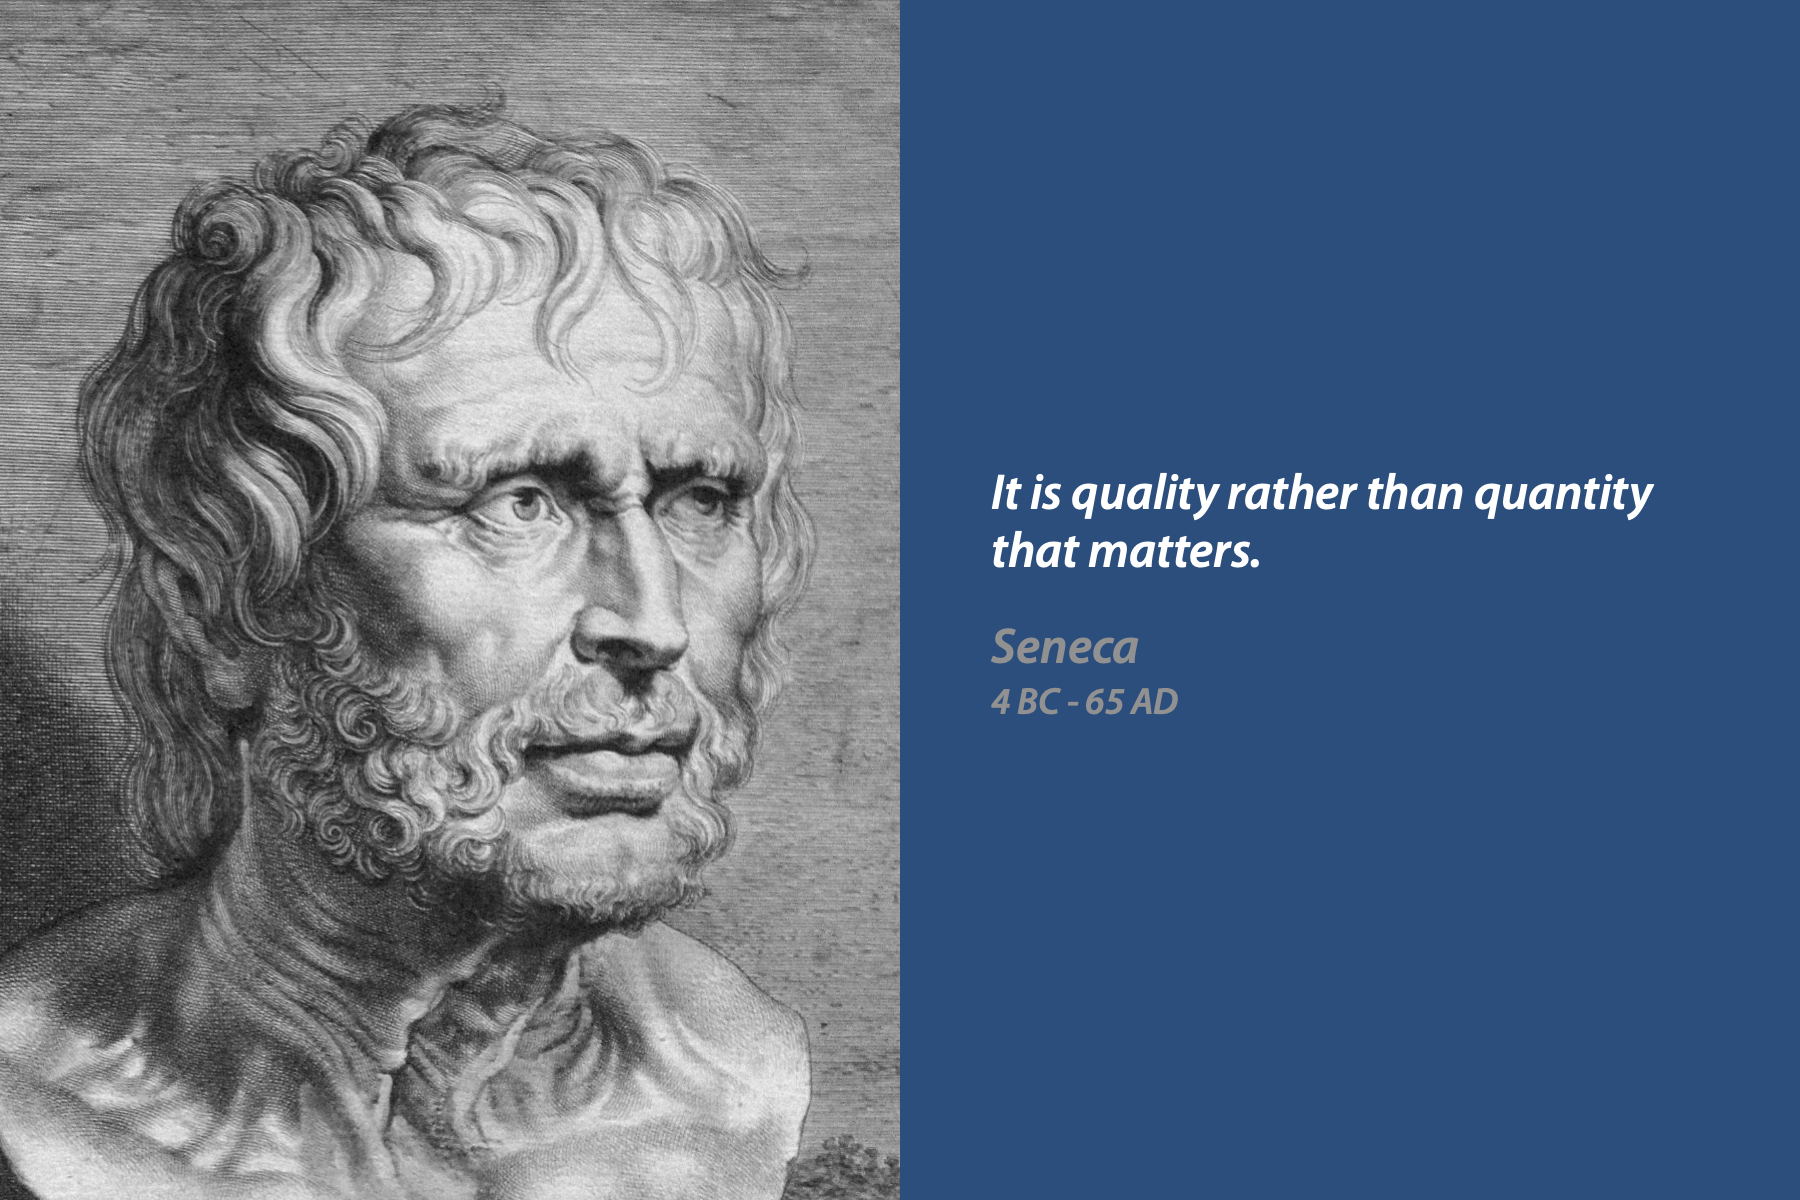 It is quality rather than quantity
that matters.
Seneca
4 BC - 65 AD